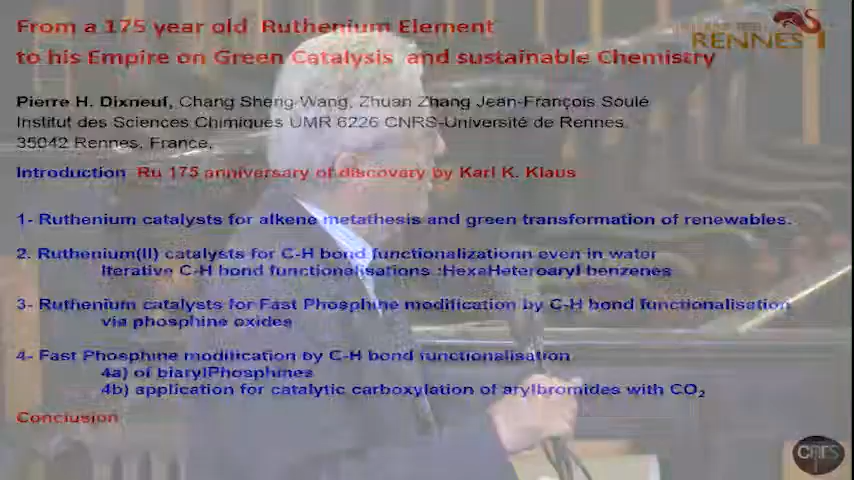 From a 175 year old Ruthenium Element
to his Empire on Green Catalysis and sustainable Chemistry
RENNES 1
Pierre H. Dixneuf, Chang Sheng Wang, Zhuan Zhang Jean-François Soulé
Institut des Sciences Chimiques UMR 6226 CNRS-Université de Rennes,
35042 Rennes, France,
Introduction Ru 175 anniversary of discovery by Karl K. Klaus
1- Ruthenium catalysts for alkene metathesis and green transformation of renewables.
2. Ruthenium(II) catalysts for C-H bond functionalizationn even in water
Iterative C-H bond functionalisations :HexaHeteroaryl benzenes
3- Ruthenium catalysts for Fast Phosphine modification by C-H bond functionalisation
via phosphine oxides
4- Fast Phosphine modification by C-H bond functionalisation
4a) of biarylPhosphines
4b) application for catalytic carboxylation of arylbromides with CO₂
Conclusion
CNRS